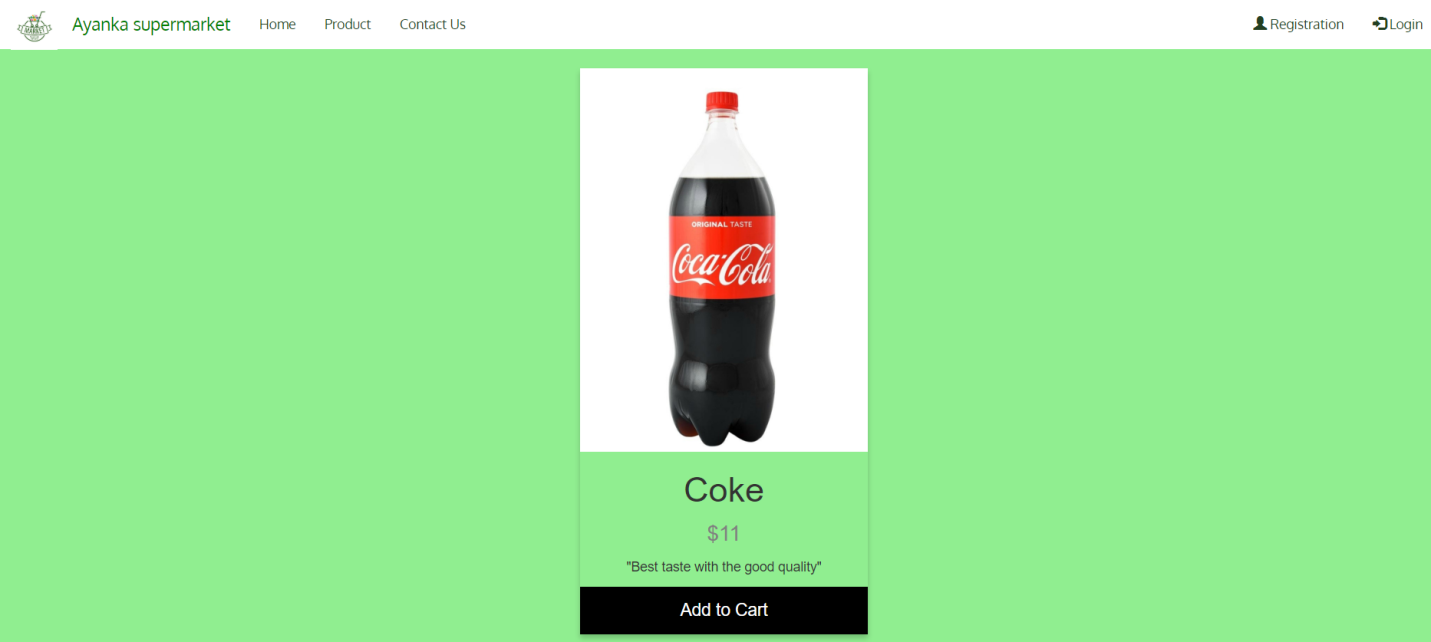 MARKET
Ayanka supermarket
Home
Product
Contact Us
Registration
Login
ORIGINAL TASTE
Coca-Cola
Coke
$11
"Best taste with the good quality"
Add to Cart